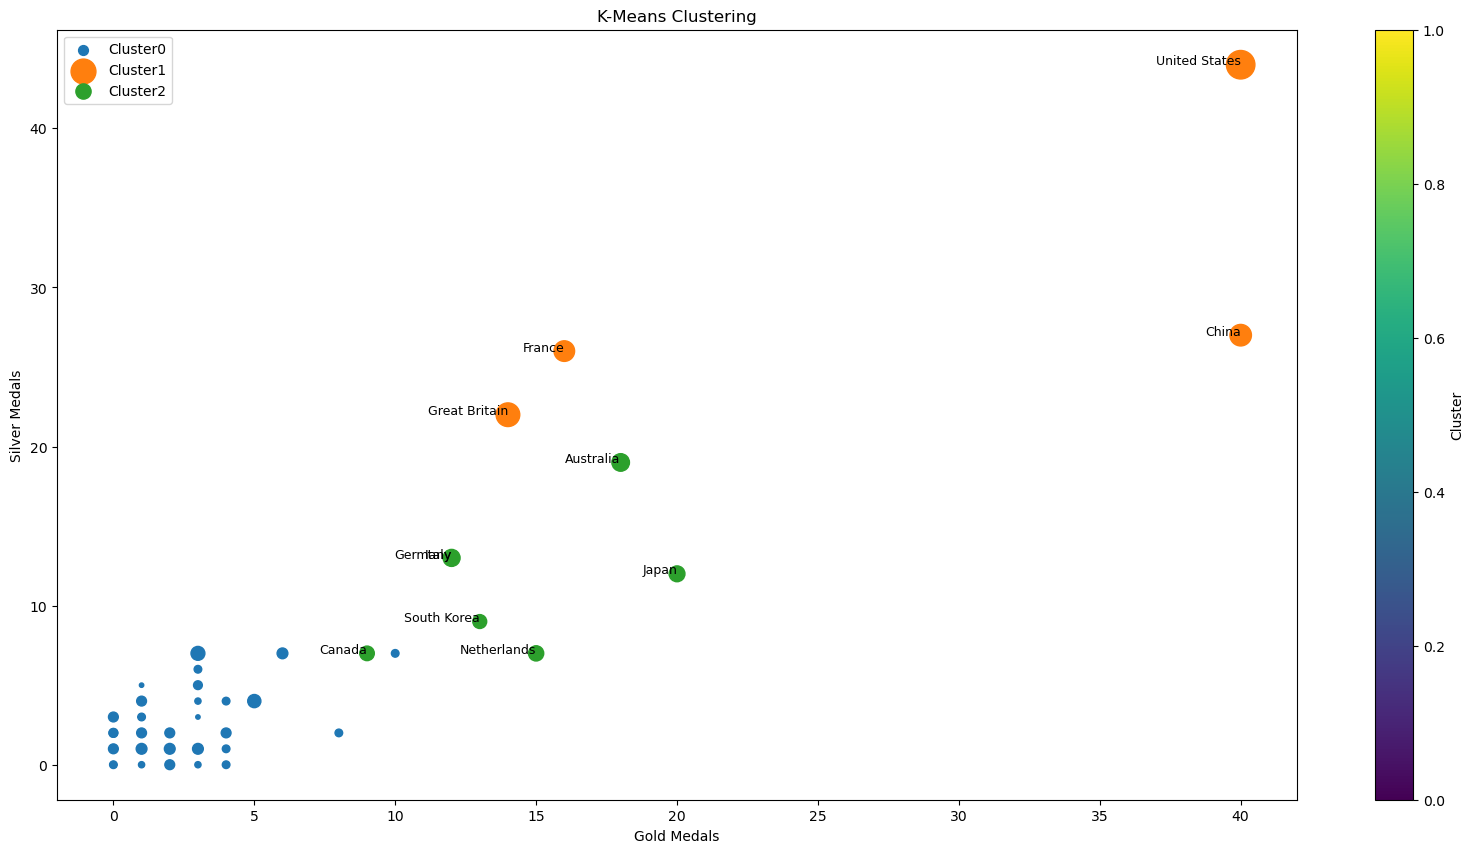 K-Means Clustering
Cluster0
Cluster1
Cluster2
United States
China
France
Great Britain
Australia
Germany
Italy
Japan
South Korea
Canada
Netherlands
Silver Medals
40
30
20
10
0
0
5
10
15
20
25
30
35
40
Gold Medals
1.0
0.8
0.6
0.4
0.2
0.0
Cluster